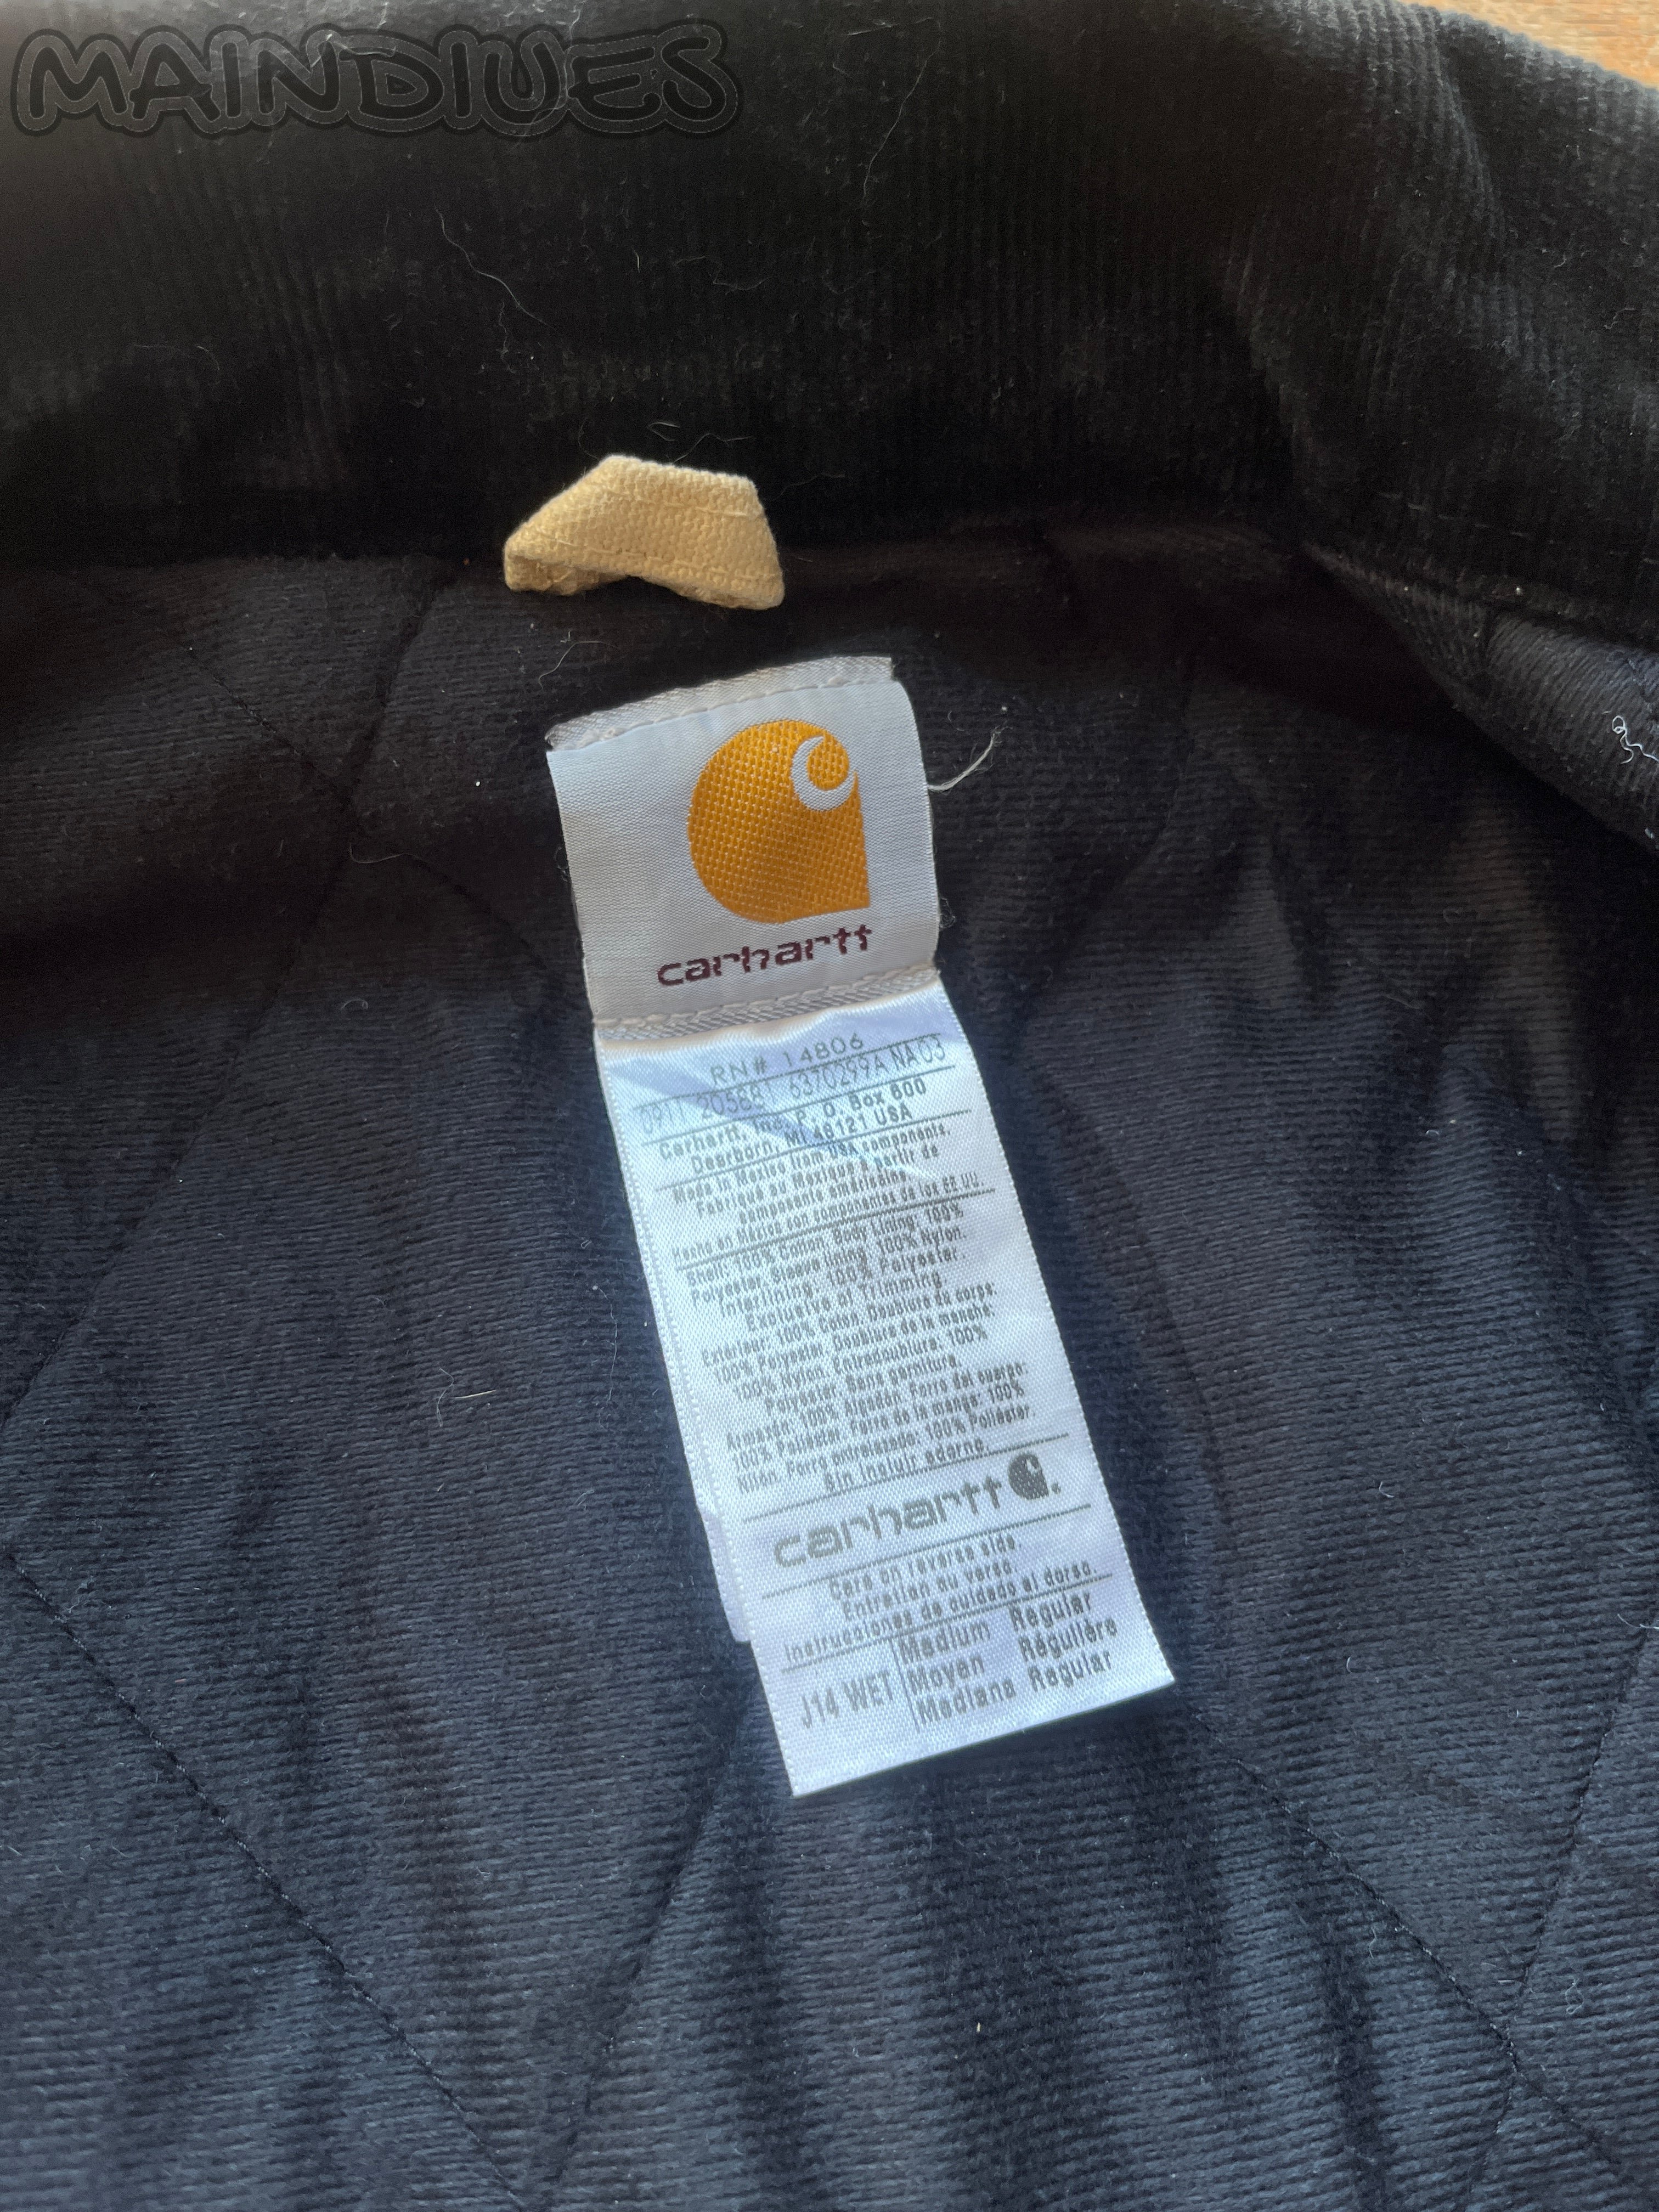 MAINDIUES
carhartt
RN# 14806
0911 205681 6370299A NA 03
Carhartt, Inc. P. O. Box 600
Dearborn, MI 48121 USA
Made in Mexico from USA components.
Fabriqué au Mexique à partir de
composants américains.
Hecho en México con componentes de los EE.UU.
Shell: 100% Cotton. Body Lining: 100%
Polyester. Sleeve lining: 100% Nylon.
Interlining: 100% Polyester.
Exclusive of Trimming.
Extérieur: 100% Coton. Doublure du corps:
100% Polyester. Doublure de la manche:
100% Nylon. Entredoublure. 100%
Polyester. Sans garniture.
Armazón: 100% Algodón. Forro del cuerpo:
100% Poliéster. Forro de la manga: 100%
Nilón. Forro entrelazado: 100% Poliéster.
Sin incluir adorno.
carhartt
Care on reverse side.
Entretien au verso
Instrucciones de cuidado al dorso.
J14 WET Medium Regular
Moyen Régulière
Mediana Regular